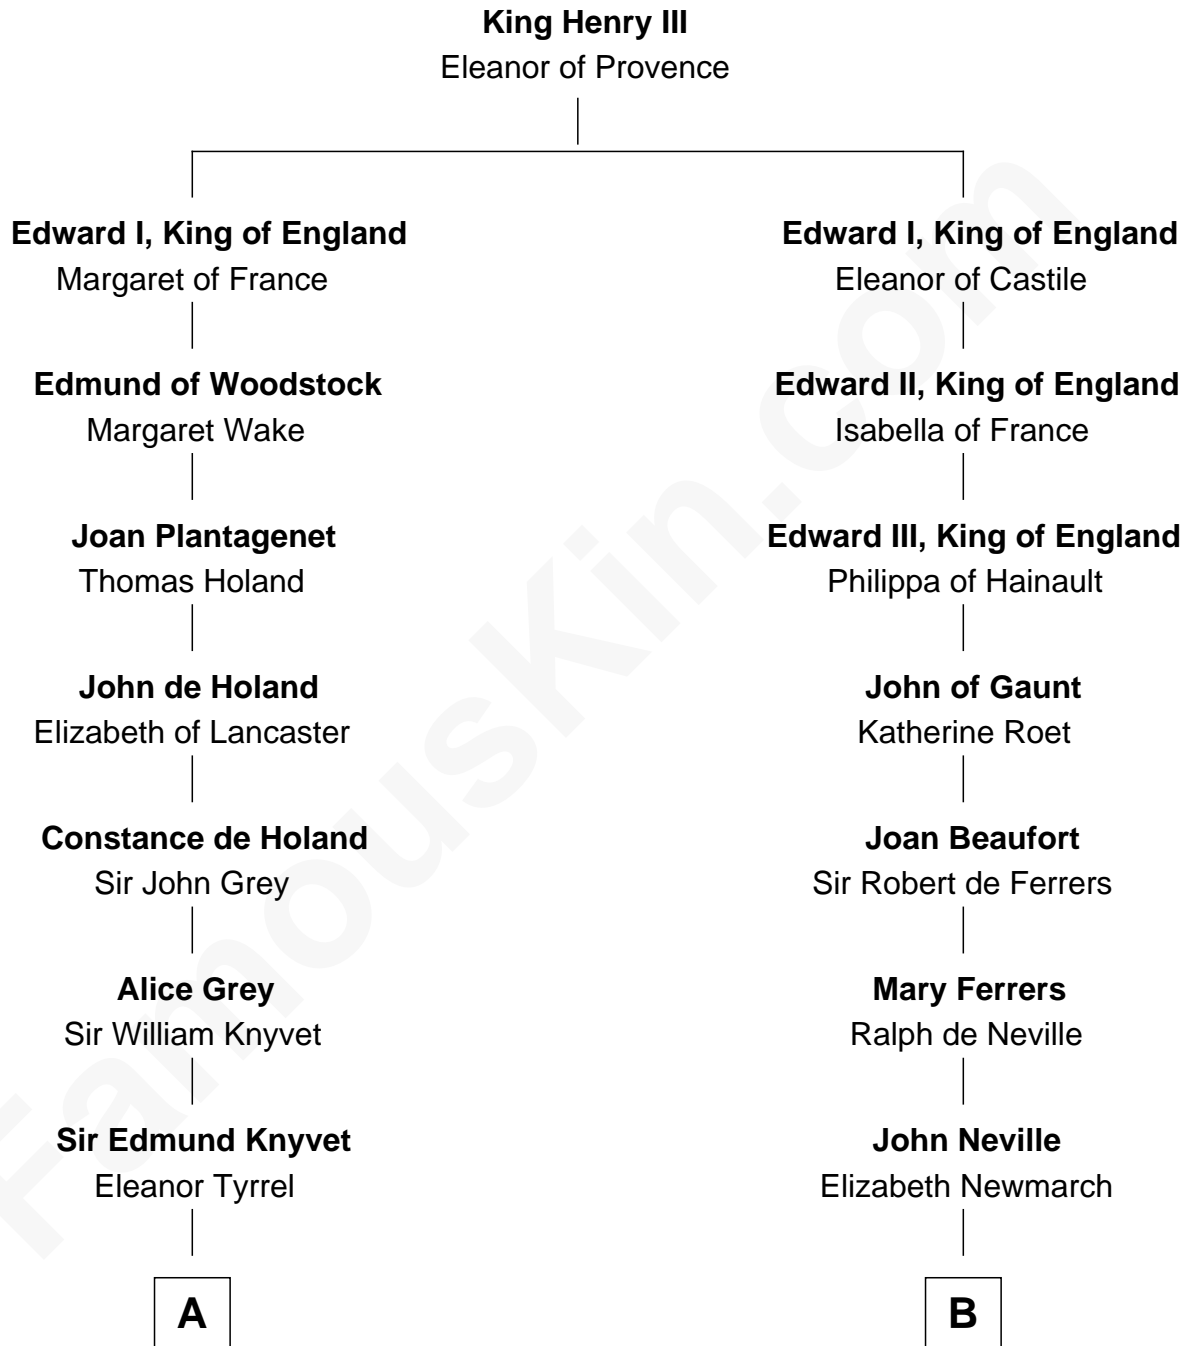 King Henry III
Eleanor of Provence
Edward I, King of England
Margaret of France
Edward I, King of England
Eleanor of Castile
Edmund of Woodstock
Margaret Wake
Edward II, King of England
Isabella of France
Joan Plantagenet
Thomas Holand
Edward III, King of England
Philippa of Hainault
John de Holand
Elizabeth of Lancaster
John of Gaunt
Katherine Roet
Constance de Holand
Sir John Grey
Joan Beaufort
Sir Robert de Ferrers
Alice Grey
Sir William Knyvet
Mary Ferrers
Ralph de Neville
Sir Edmund Knyvet
Eleanor Tyrrel
John Neville
Elizabeth Newmarch
A
B
FamousKin.com